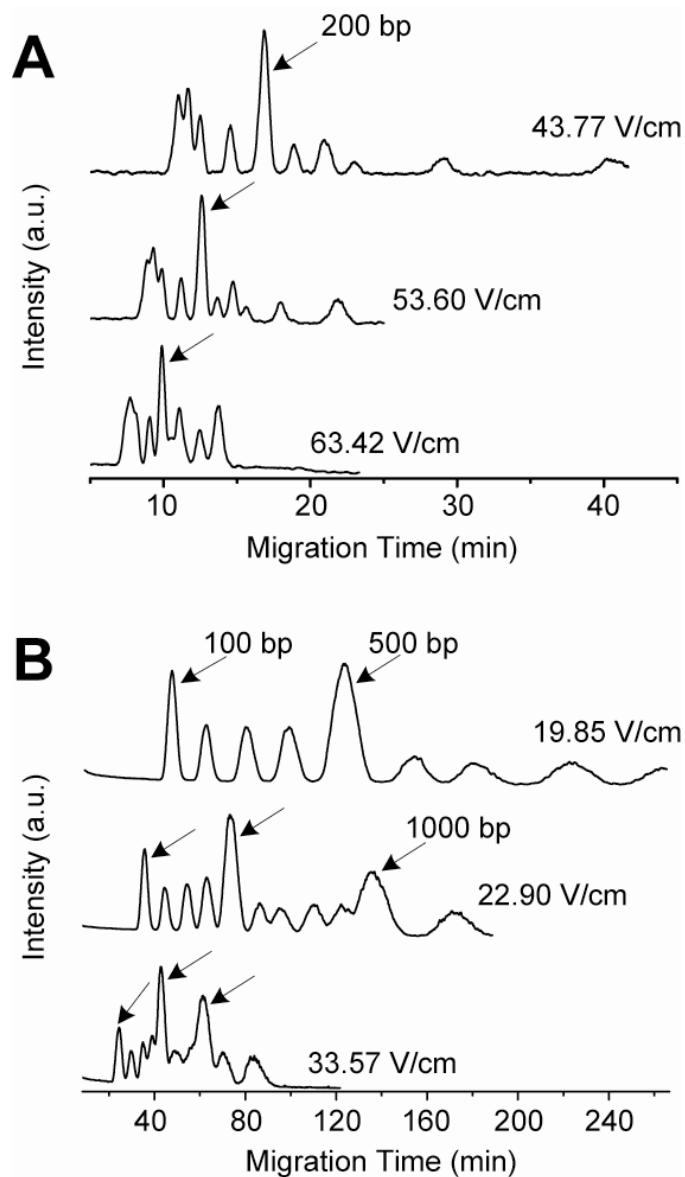 A
200 bp
43.77 V/cm
53.60 V/cm
63.42 V/cm
Intensity (a.u.)
10 20 30 40
Migration Time (min)
B
100 bp 500 bp
19.85 V/cm
1000 bp
22.90 V/cm
33.57 V/cm
Intensity (a.u.)
40 80 120 160 200 240
Migration Time (min)